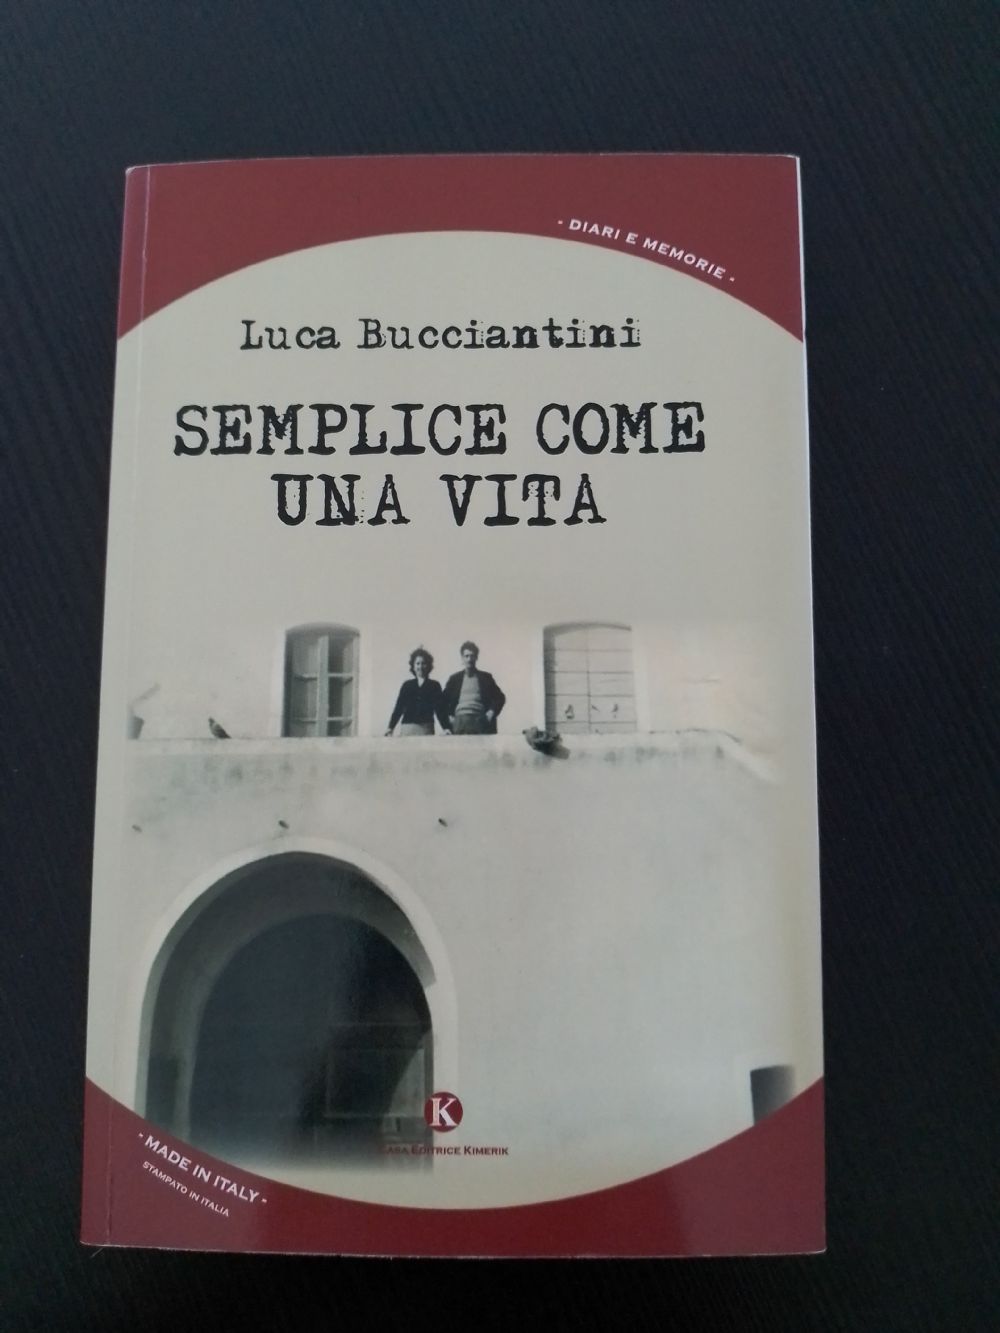 - DIARI E MEMORIE -
Luca Bucciantini
SEMPLICE COME
UNA VITA
K
CASA EDITRICE KIMERIK
- MADE IN ITALY -
STAMPATO IN ITALIA